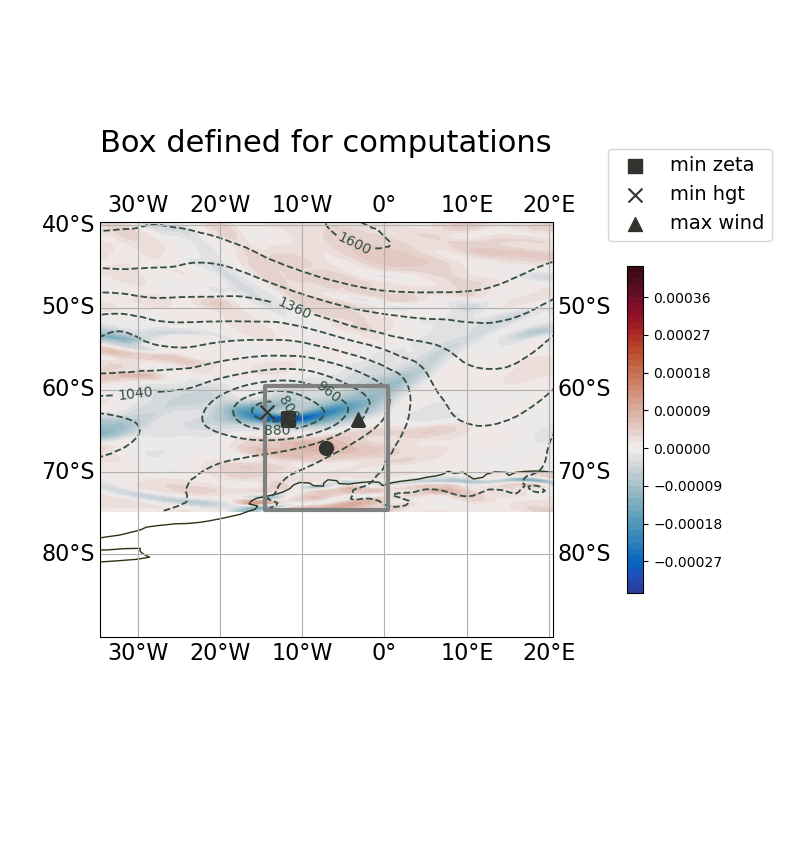 Box defined for computations
min zeta
min hgt
max wind
30°W 20°W 10°W 0° 10°E 20°E
40°S
1600
1360
50°S 50°S
60°S 60°S
1040
960
880
70°S 70°S
80°S 80°S
30°W 20°W 10°W 0° 10°E 20°E
0.00036
0.00027
0.00018
0.00009
0.00000
−0.00009
−0.00018
−0.00027